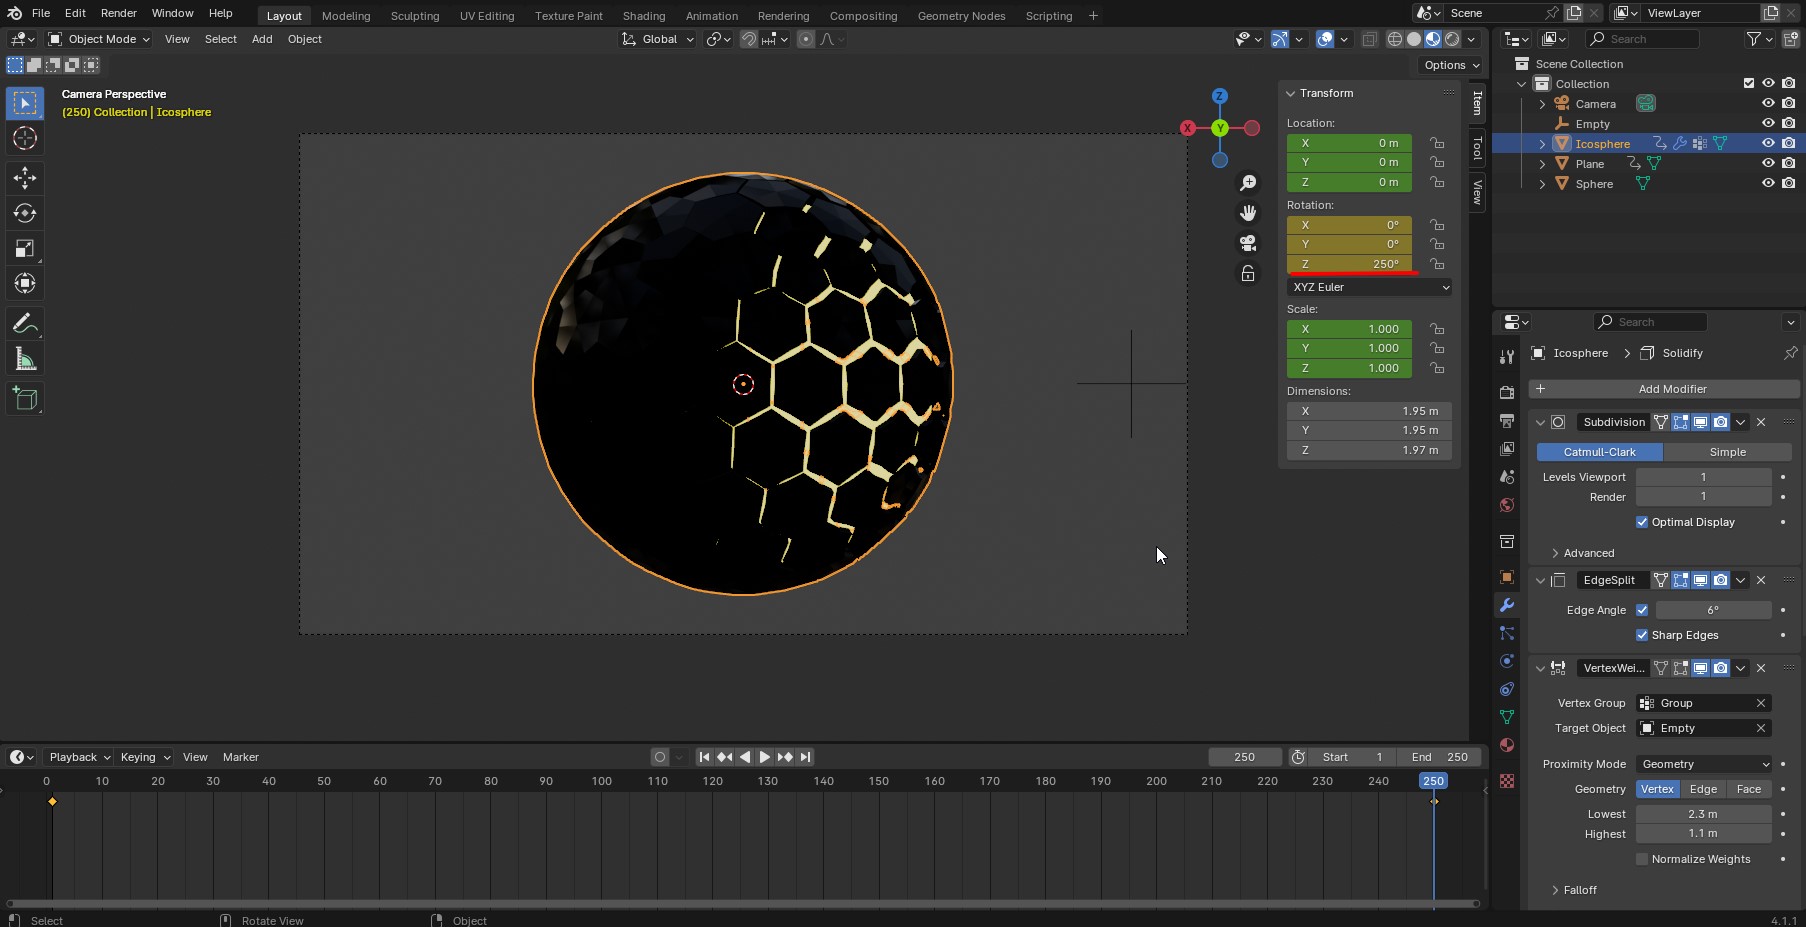 File Edit Render Window Help Layout Modeling Sculpting UV Editing Texture Paint Shading Animation Rendering Compositing Geometry Nodes Scripting + Scene ViewLayer
Object Mode View Select Add Object Global Search
Options
Camera Perspective
(250) Collection | Icosphere
Z
X
Y
Transform
Location:
X 0 m
Y 0 m
Z 0 m
Rotation:
X 0°
Y 0°
Z 250°
XYZ Euler
Scale:
X 1.000
Y 1.000
Z 1.000
Dimensions:
X 1.95 m
Y 1.95 m
Z 1.97 m
Item
Tool
View
Scene Collection
Collection
Camera
Empty
Icosphere
Plane
Sphere
Search
Icosphere > Solidify
+ Add Modifier
Subdivision
Catmull-Clark Simple
Levels Viewport 1
Render 1
Optimal Display
Advanced
EdgeSplit
Edge Angle 6°
Sharp Edges
VertexWei...
Vertex Group Group
Target Object Empty
Proximity Mode Geometry
Geometry Vertex Edge Face
Lowest 2.3 m
Highest 1.1 m
Normalize Weights
Falloff
Playback Keying View Marker 250 Start 1 End 250
0 10 20 30 40 50 60 70 80 90 100 110 120 130 140 150 160 170 180 190 200 210 220 230 240 250
Select Rotate View Object 4.1.1